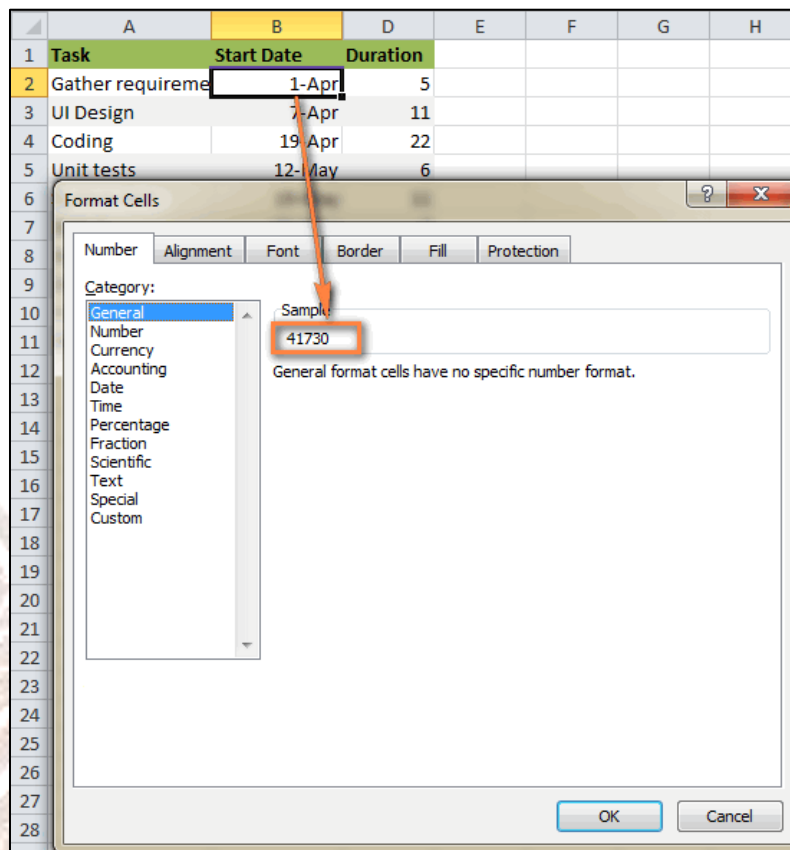 A B D E F G H
1 Task Start Date Duration
2 Gather requireme 1-Apr 5
3 UI Design 7-Apr 11
4 Coding 19-Apr 22
5 Unit tests 12-May 6
6 Format Cells ? X
7
8 Number Alignment Font Border Fill Protection
9 Category:
10 General Sample
11 Number 41730
Currency
12 Accounting General format cells have no specific number format.
Date
13 Time
14 Percentage
Fraction
15 Scientific
16 Text
Special
17 Custom
18
19
20
21
22
23
24
25
26
27 OK Cancel
28